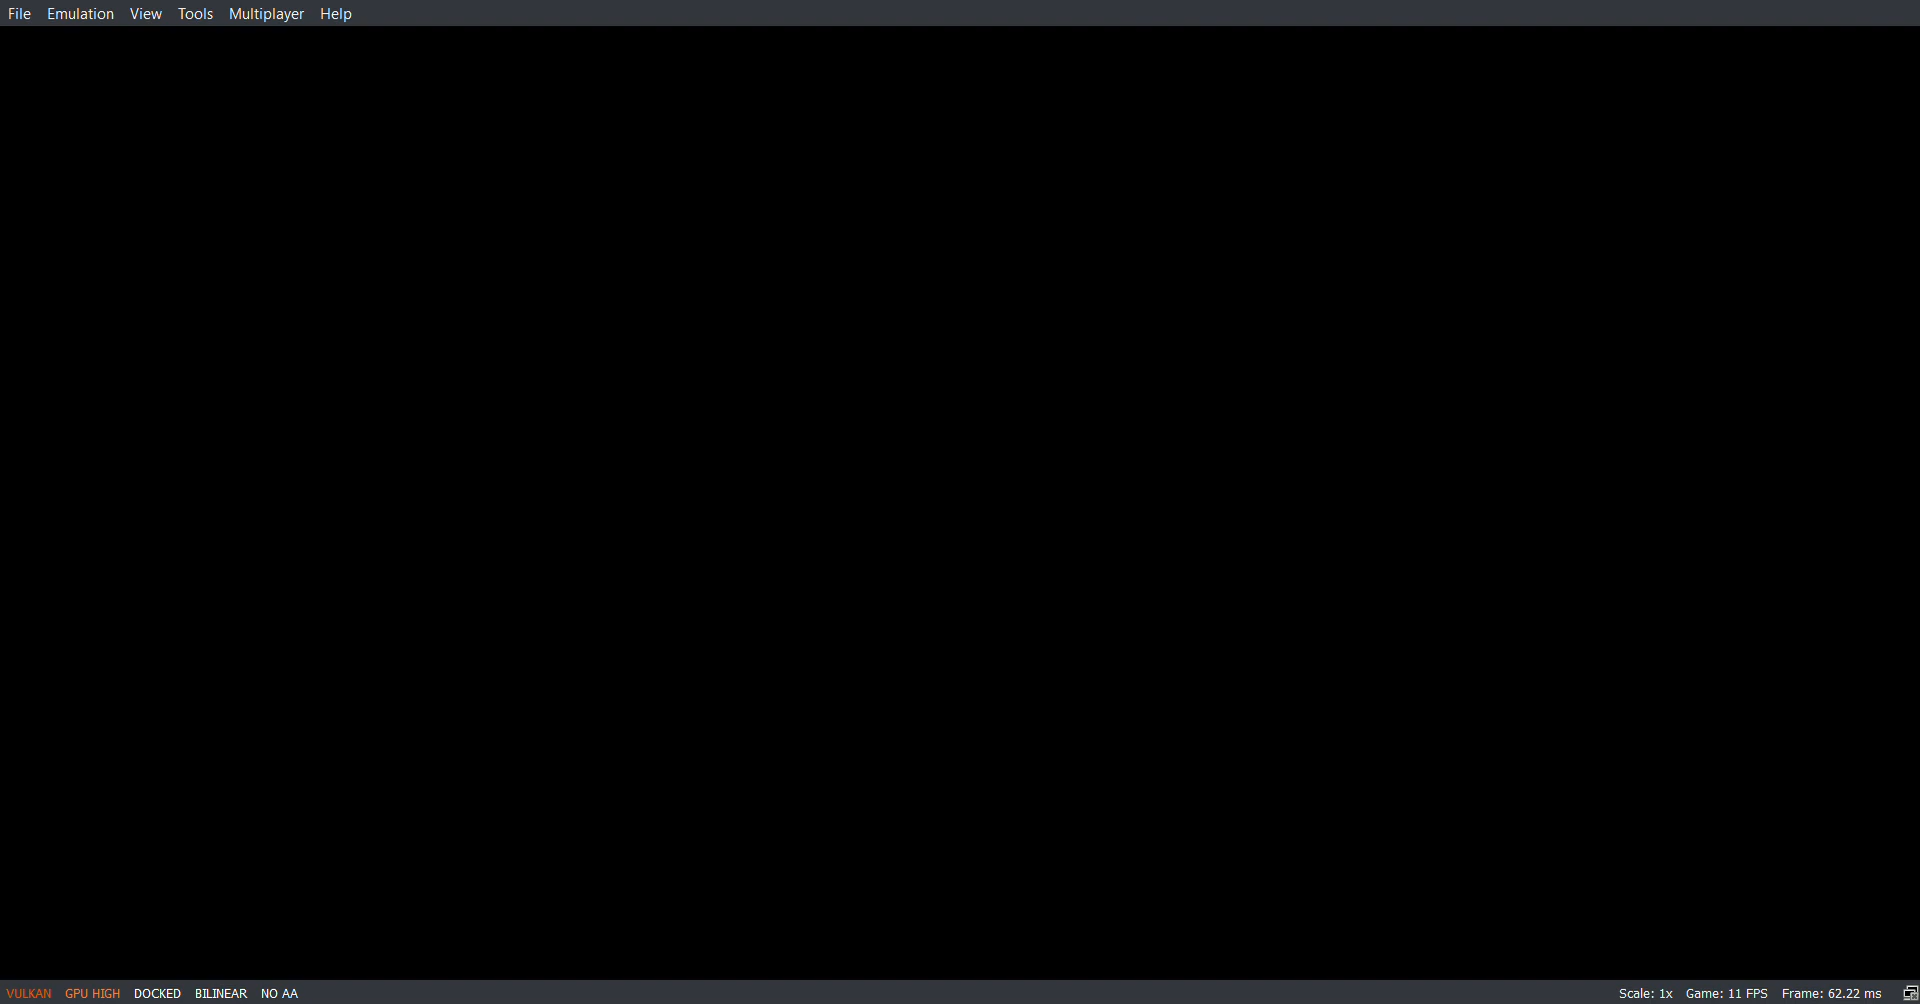 File Emulation View Tools Multiplayer Help
VULKAN GPU HIGH DOCKED BILINEAR NO AA Scale: 1x Game: 11 FPS Frame: 62.22 ms